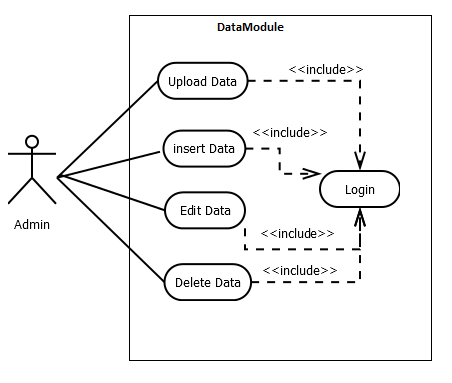 DataModule
Upload Data
<<include>>
insert Data
<<include>>
Login
Edit Data
<<include>>
Admin
Delete Data
<<include>>